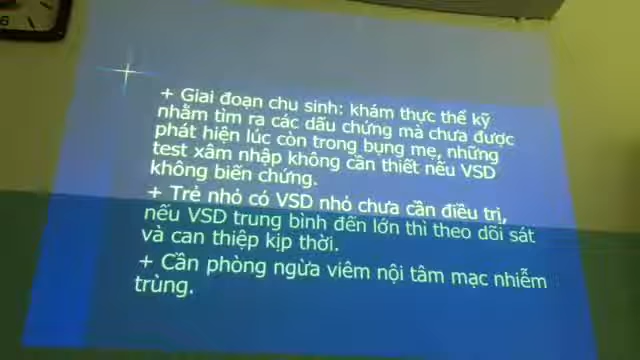 6
+ Giai đoạn chu sinh: khám thực thể kỹ
nhằm tìm ra các dấu chứng mà chưa được
phát hiện lúc còn trong bụng mẹ, những
test xâm nhập không cần thiết nếu VSD
không biến chứng.
+ Trẻ nhỏ có VSD nhỏ chưa cần điều trị,
nếu VSD trung bình đến lớn thì theo dõi sát
và can thiệp kịp thời.
+ Cần phòng ngừa viêm nội tâm mạc nhiễm
trùng.